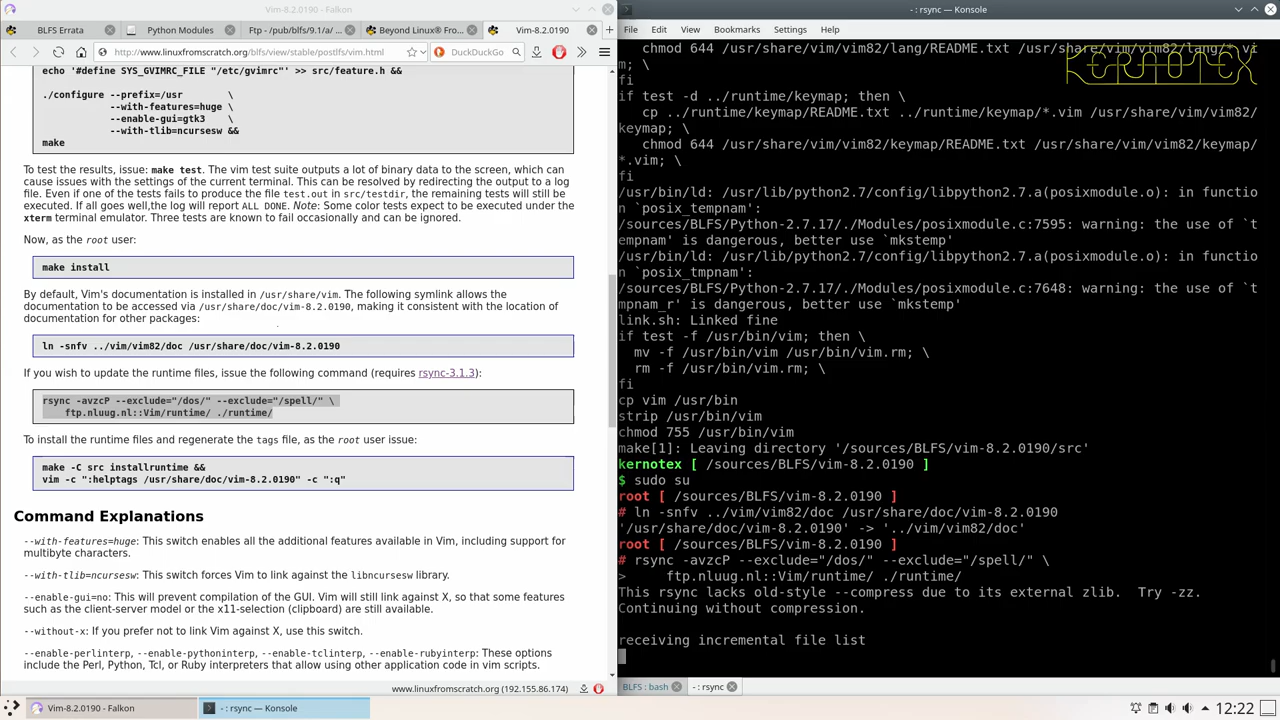 Vim-8.2.0190 - Falkon
BLFS Errata
Python Modules
Ftp - pub/blfs/9.1/a/
Beyond Linux® Fro...
Vim-8.2.0190
http://www.linuxfromscratch.org/blfs/view/stable/postlfs/vim.html
DuckDuckGo
echo '#define SYS_GVIMRC_FILE "/etc/gvimrc"' >> src/feature.h &&
./configure --prefix=/usr \
--with-features=huge \
--enable-gui=gtk3 \
--with-tlib=ncursesw &&
make
To test the results, issue: make test. The vim test suite outputs a lot of binary data to the screen, which can
cause issues with the settings of the current terminal. This can be resolved by redirecting the output to a log
file. Even if one of the tests fails to produce the file test.out in src/testdir, the remaining tests will still be
executed. If all goes well,the log will report ALL DONE. Note: Some color tests expect to be executed under the
xterm terminal emulator. Three tests are known to fail occasionally and can be ignored.
Now, as the root user:
make install
By default, Vim's documentation is installed in /usr/share/vim. The following symlink allows the
documentation to be accessed via /usr/share/doc/vim-8.2.0190, making it consistent with the location of
documentation for other packages:
ln -snfv ../vim/vim82/doc /usr/share/doc/vim-8.2.0190
If you wish to update the runtime files, issue the following command (requires rsync-3.1.3):
rsync -avzcP --exclude="/dos/" --exclude="/spell/" \
ftp.nluug.nl::Vim/runtime/ ./runtime/
To install the runtime files and regenerate the tags file, as the root user issue:
make -C src installruntime &&
vim -c ":helptags /usr/share/doc/vim-8.2.0190" -c ":q"
Command Explanations
--with-features=huge: This switch enables all the additional features available in Vim, including support for
multibyte characters.
--with-tlib=ncursesw: This switch forces Vim to link against the libncursesw library.
--enable-gui=no: This will prevent compilation of the GUI. Vim will still link against X, so that some features
such as the client-server model or the x11-selection (clipboard) are still available.
--without-x: If you prefer not to link Vim against X, use this switch.
--enable-perlinterp, --enable-pythoninterp, --enable-tclinterp, --enable-rubyinterp: These options
include the Perl, Python, Tcl, or Ruby interpreters that allow using other application code in vim scripts.
www.linuxfromscratch.org (192.155.86.174)
- : rsync — Konsole
File Edit View Bookmarks Settings Help
KERNOTEX
chmod 644 /usr/share/vim/vim82/lang/README.txt /usr/share/vim/vim82/lang/*.vi
m; \
fi
if test -d ../runtime/keymap; then \
cp ../runtime/keymap/README.txt ../runtime/keymap/*.vim /usr/share/vim/vim82/
keymap; \
chmod 644 /usr/share/vim/vim82/keymap/README.txt /usr/share/vim/vim82/keymap/
*.vim; \
fi
/usr/bin/ld: /usr/lib/python2.7/config/libpython2.7.a(posixmodule.o): in functio
n `posix_tempnam':
/sources/BLFS/Python-2.7.17/./Modules/posixmodule.c:7595: warning: the use of `t
empnam' is dangerous, better use `mkstemp'
/usr/bin/ld: /usr/lib/python2.7/config/libpython2.7.a(posixmodule.o): in functio
n `posix_tmpnam':
/sources/BLFS/Python-2.7.17/./Modules/posixmodule.c:7648: warning: the use of `t
mpnam_r' is dangerous, better use `mkstemp'
link.sh: Linked fine
if test -f /usr/bin/vim; then \
mv -f /usr/bin/vim /usr/bin/vim.rm; \
rm -f /usr/bin/vim.rm; \
fi
cp vim /usr/bin
strip /usr/bin/vim
chmod 755 /usr/bin/vim
make[1]: Leaving directory '/sources/BLFS/vim-8.2.0190/src'
kernotex [ /sources/BLFS/vim-8.2.0190 ]
$ sudo su
root [ /sources/BLFS/vim-8.2.0190 ]
# ln -snfv ../vim/vim82/doc /usr/share/doc/vim-8.2.0190
'/usr/share/doc/vim-8.2.0190' -> '../vim/vim82/doc'
root [ /sources/BLFS/vim-8.2.0190 ]
# rsync -avzcP --exclude="/dos/" --exclude="/spell/" \
> ftp.nluug.nl::Vim/runtime/ ./runtime/
This rsync lacks old-style --compress due to its external zlib. Try -zz.
Continuing without compression.
receiving incremental file list
BLFS : bash
- : rsync
Vim-8.2.0190 - Falkon
- : rsync — Konsole
12:22